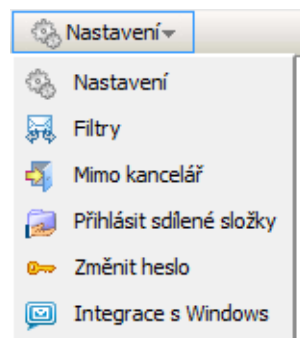 Nastavení
Nastavení
Filtry
Mimo kancelář
Přihlásit sdílené složky
Změnit heslo
Integrace s Windows